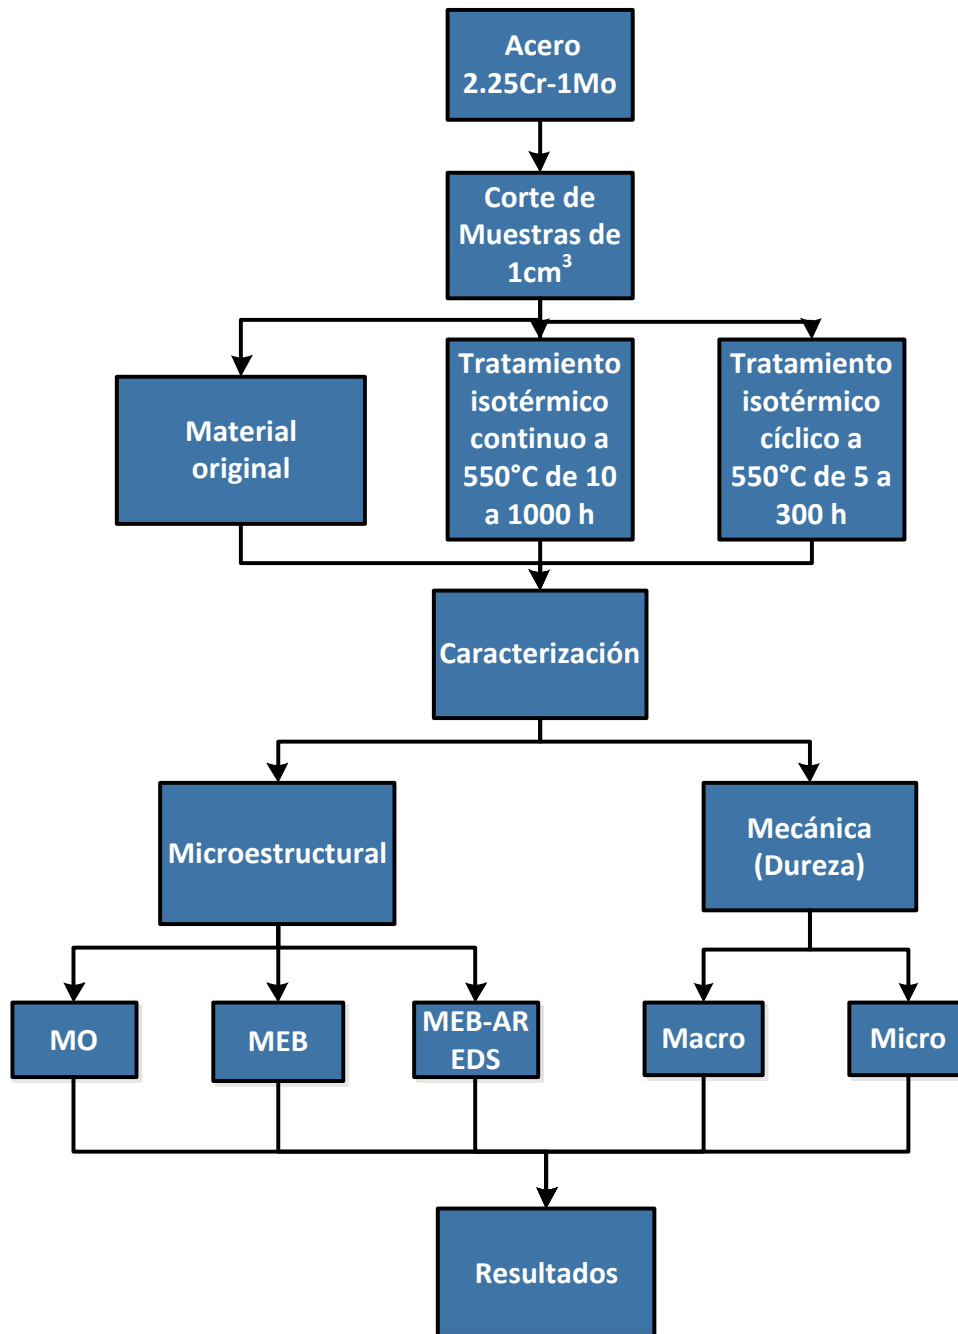 Acero
2.25Cr-1Mo
Corte de
Muestras de
1cm³
Material
original
Tratamiento
isotérmico
continuo a
550°C de 10
a 1000 h
Tratamiento
isotérmico
cíclico a
550°C de 5 a
300 h
Caracterización
Microestructural
Mecánica
(Dureza)
MO
MEB
MEB-AR
EDS
Macro
Micro
Resultados